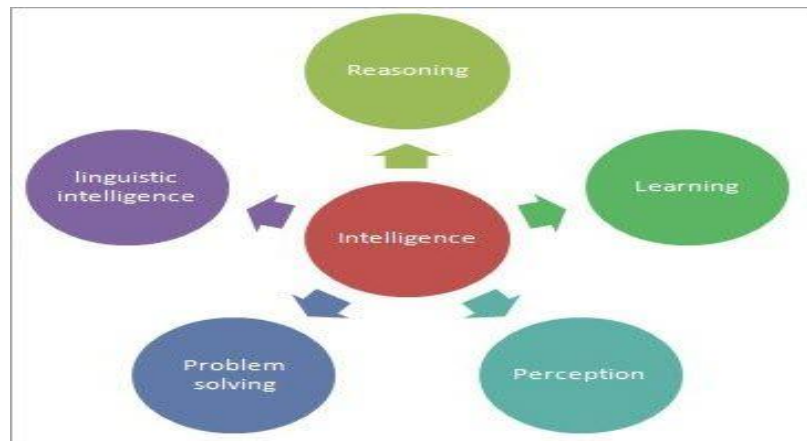 Reasoning
linguistic
intelligence
Learning
Intelligence
Problem
solving
Perception